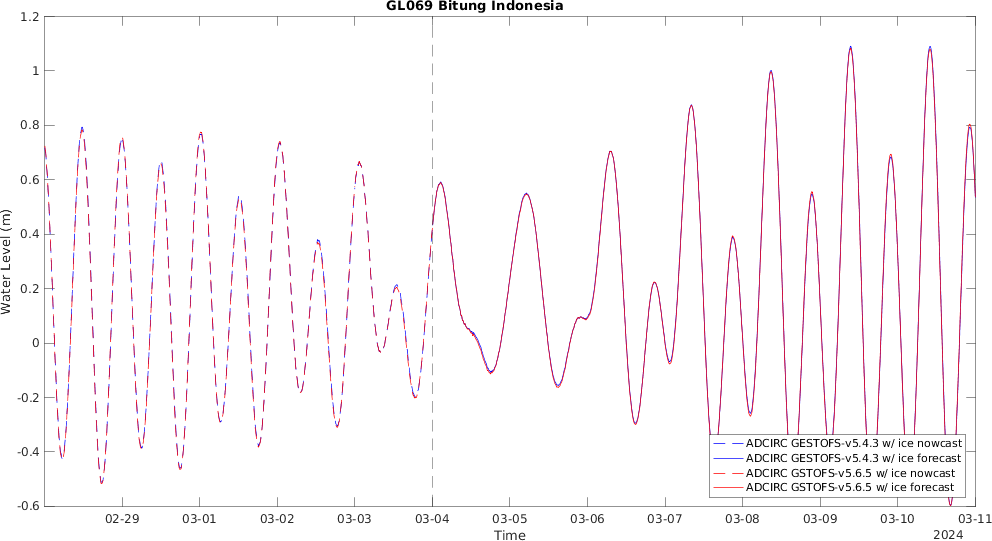 GL069 Bitung Indonesia
1.2
1
0.8
0.6
0.4
0.2
0
-0.2
-0.4
-0.6
Water Level (m)
ADCIRC GESTOFS-v5.4.3 w/ ice nowcast
ADCIRC GESTOFS-v5.4.3 w/ ice forecast
ADCIRC GSTOFS-v5.6.5 w/ ice nowcast
ADCIRC GSTOFS-v5.6.5 w/ ice forecast
02-29 03-01 03-02 03-03 03-04 03-05 03-06 03-07 03-08 03-09 03-10 03-11
Time
2024